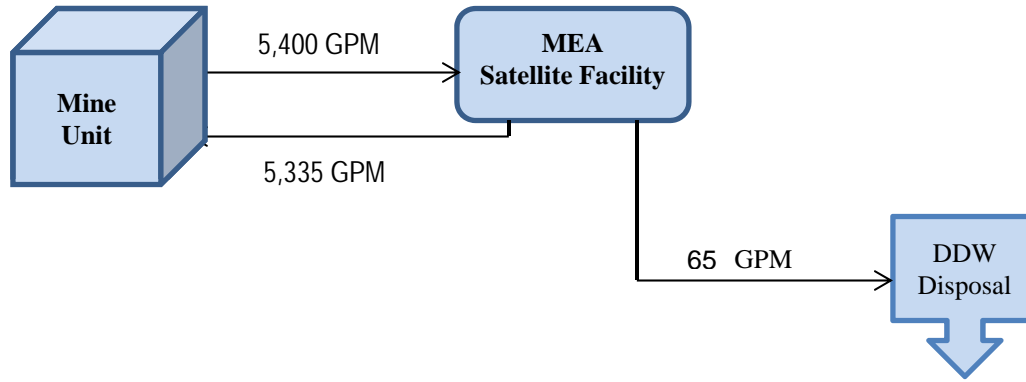 5,400 GPM
MEA
Satellite Facility
Mine
Unit
5,335 GPM
65 GPM
DDW
Disposal